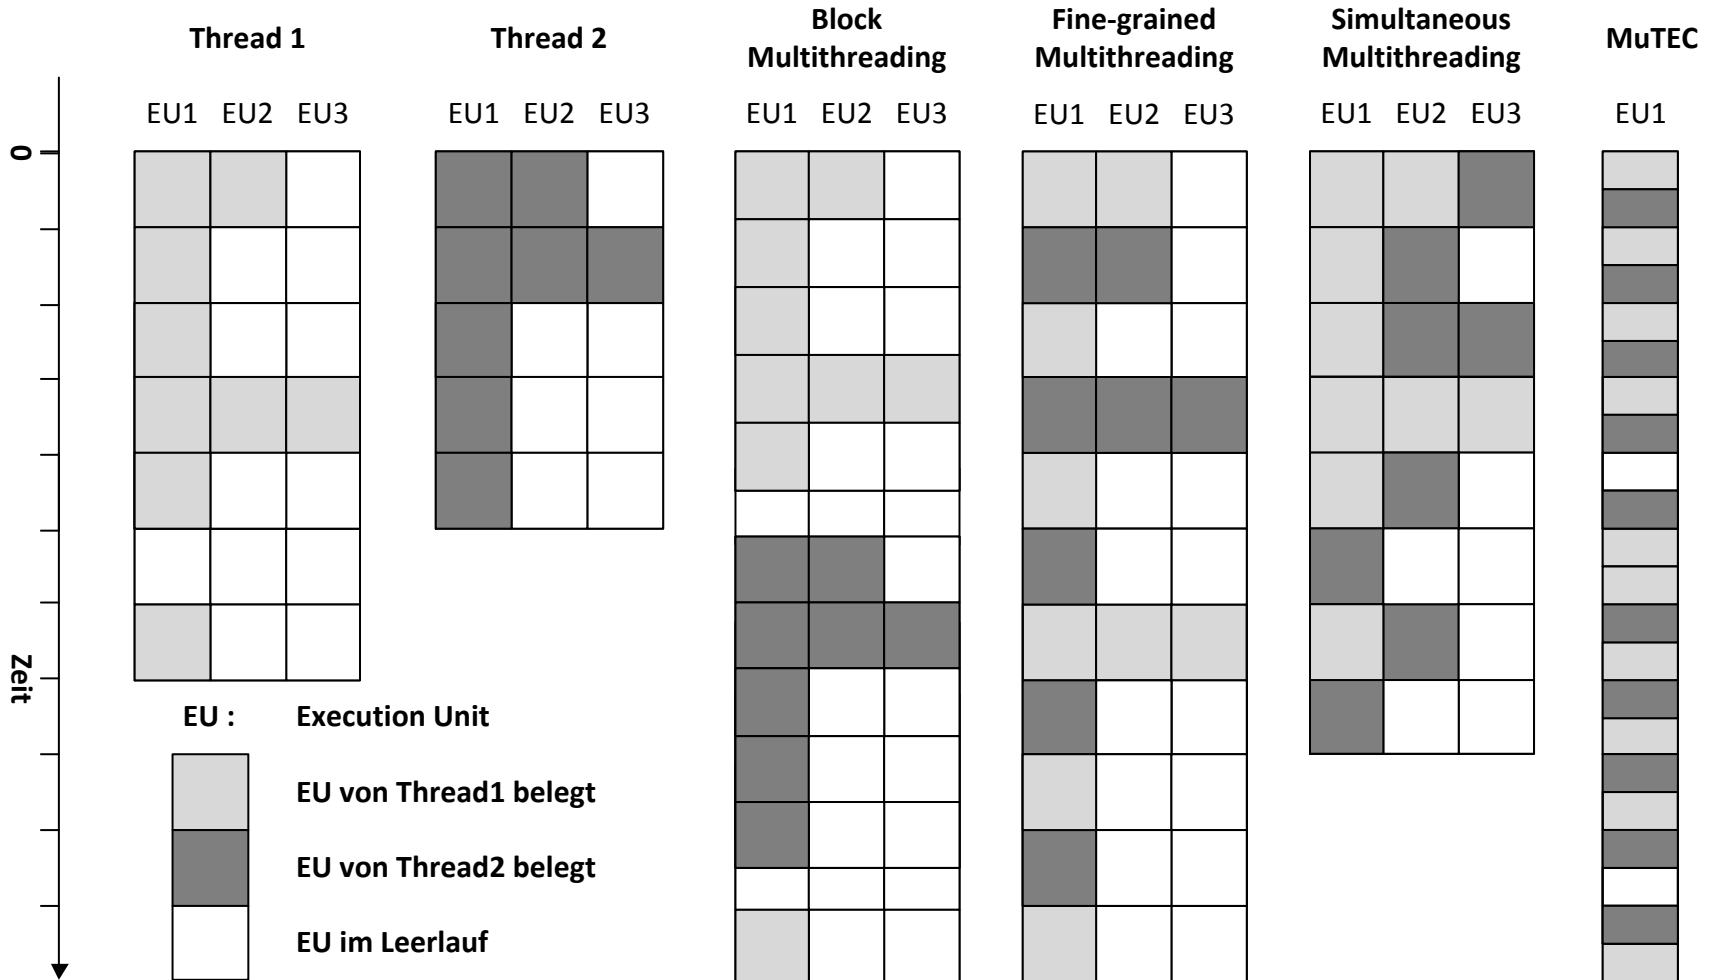 Thread 1
Thread 2
Block
Multithreading
Fine-grained
Multithreading
Simultaneous
Multithreading
MuTEC
EU1 EU2 EU3
EU1 EU2 EU3
EU1 EU2 EU3
EU1 EU2 EU3
EU1 EU2 EU3
EU1
0
Zeit
EU : Execution Unit
EU von Thread1 belegt
EU von Thread2 belegt
EU im Leerlauf